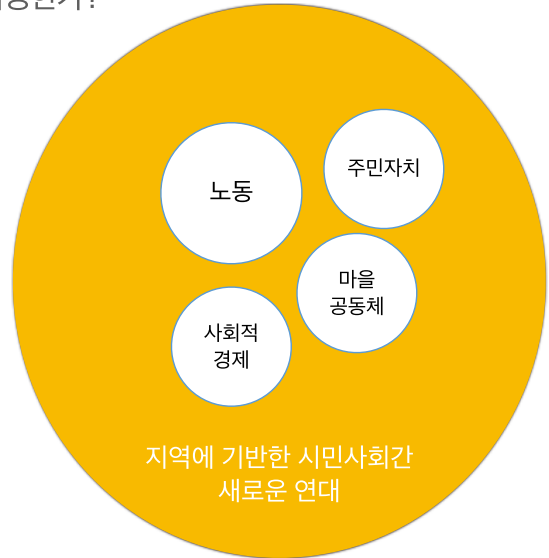 노동
주민자치
마을
공동체
사회적
경제
지역에 기반한 시민사회간
새로운 연대